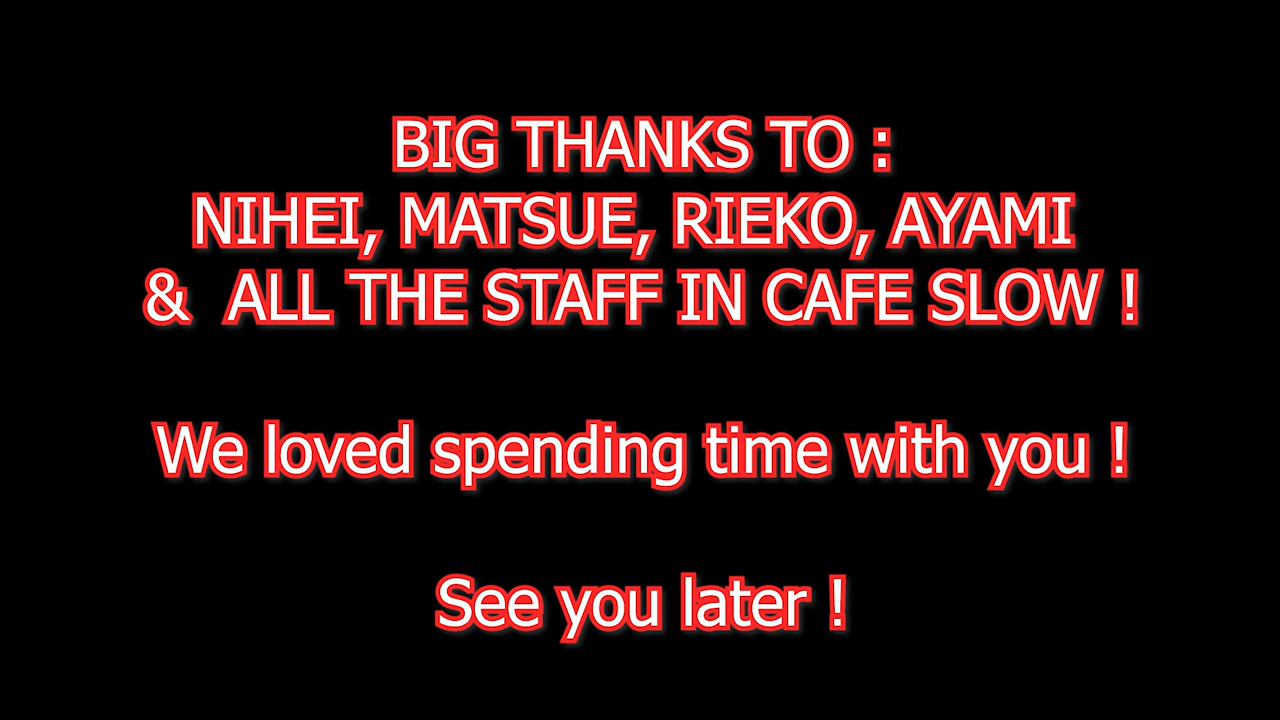 BIG THANKS TO :
NIHEI, MATSUE, RIEKO, AYAMI
&  ALL THE STAFF IN CAFE SLOW !
We loved spending time with you !
See you later !